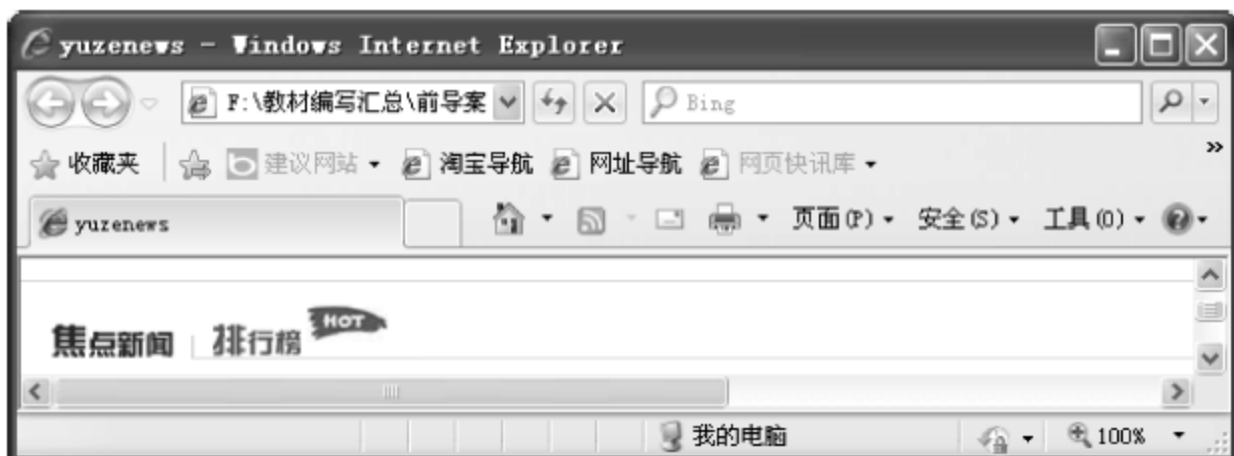 yuzenews - Windows Internet Explorer
F:\教材编写汇总\前导案 Bing
收藏夹 建议网站 淘宝导航 网址导航 网页快讯库
yuzenews 页面(P) 安全(S) 工具(O)
焦点新闻 排行榜 HOT
我的电脑 100%